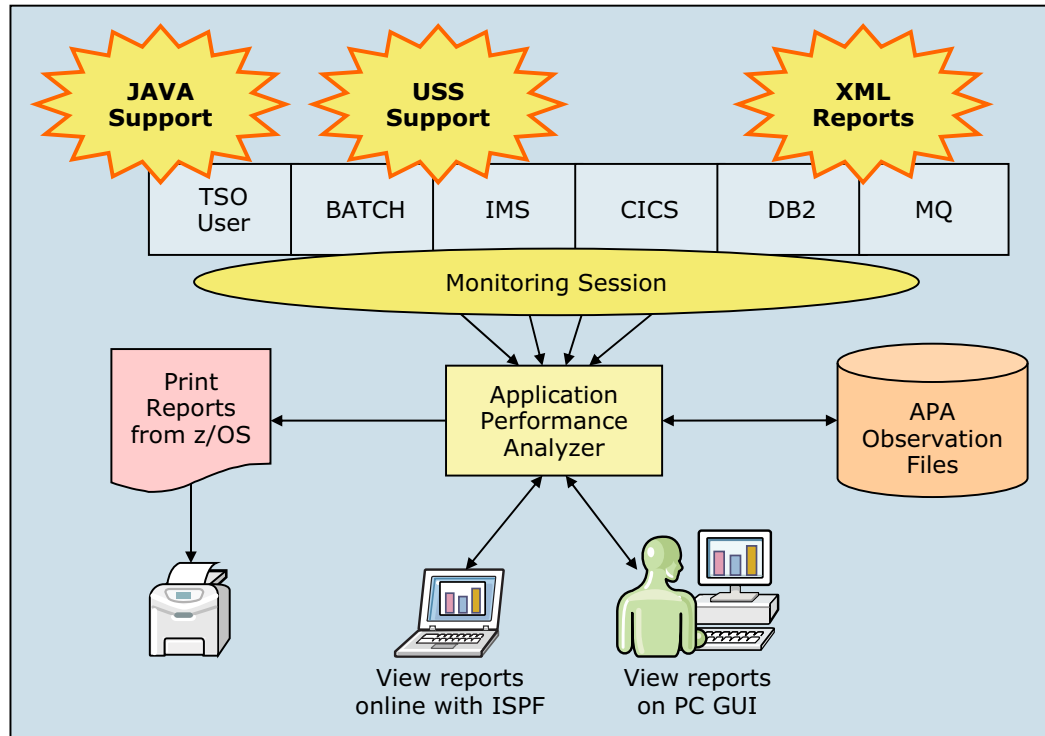 JAVA
Support
USS
Support
XML
Reports
TSO
User
BATCH
IMS
CICS
DB2
MQ
Monitoring Session
Print
Reports
from z/OS
Application
Performance
Analyzer
APA
Observation
Files
View reports
online with ISPF
View reports
on PC GUI